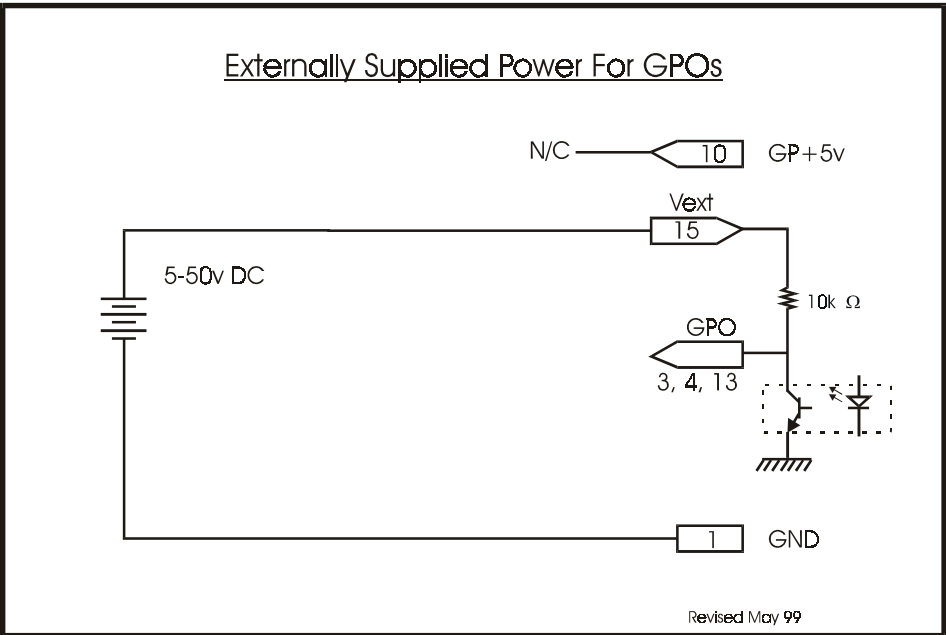 Externally Supplied Power For GPOs
N/C
10
GP+5v
Vext
15
5-50v DC
10k Ω
GPO
3, 4, 13
1
GND
Revised May 99